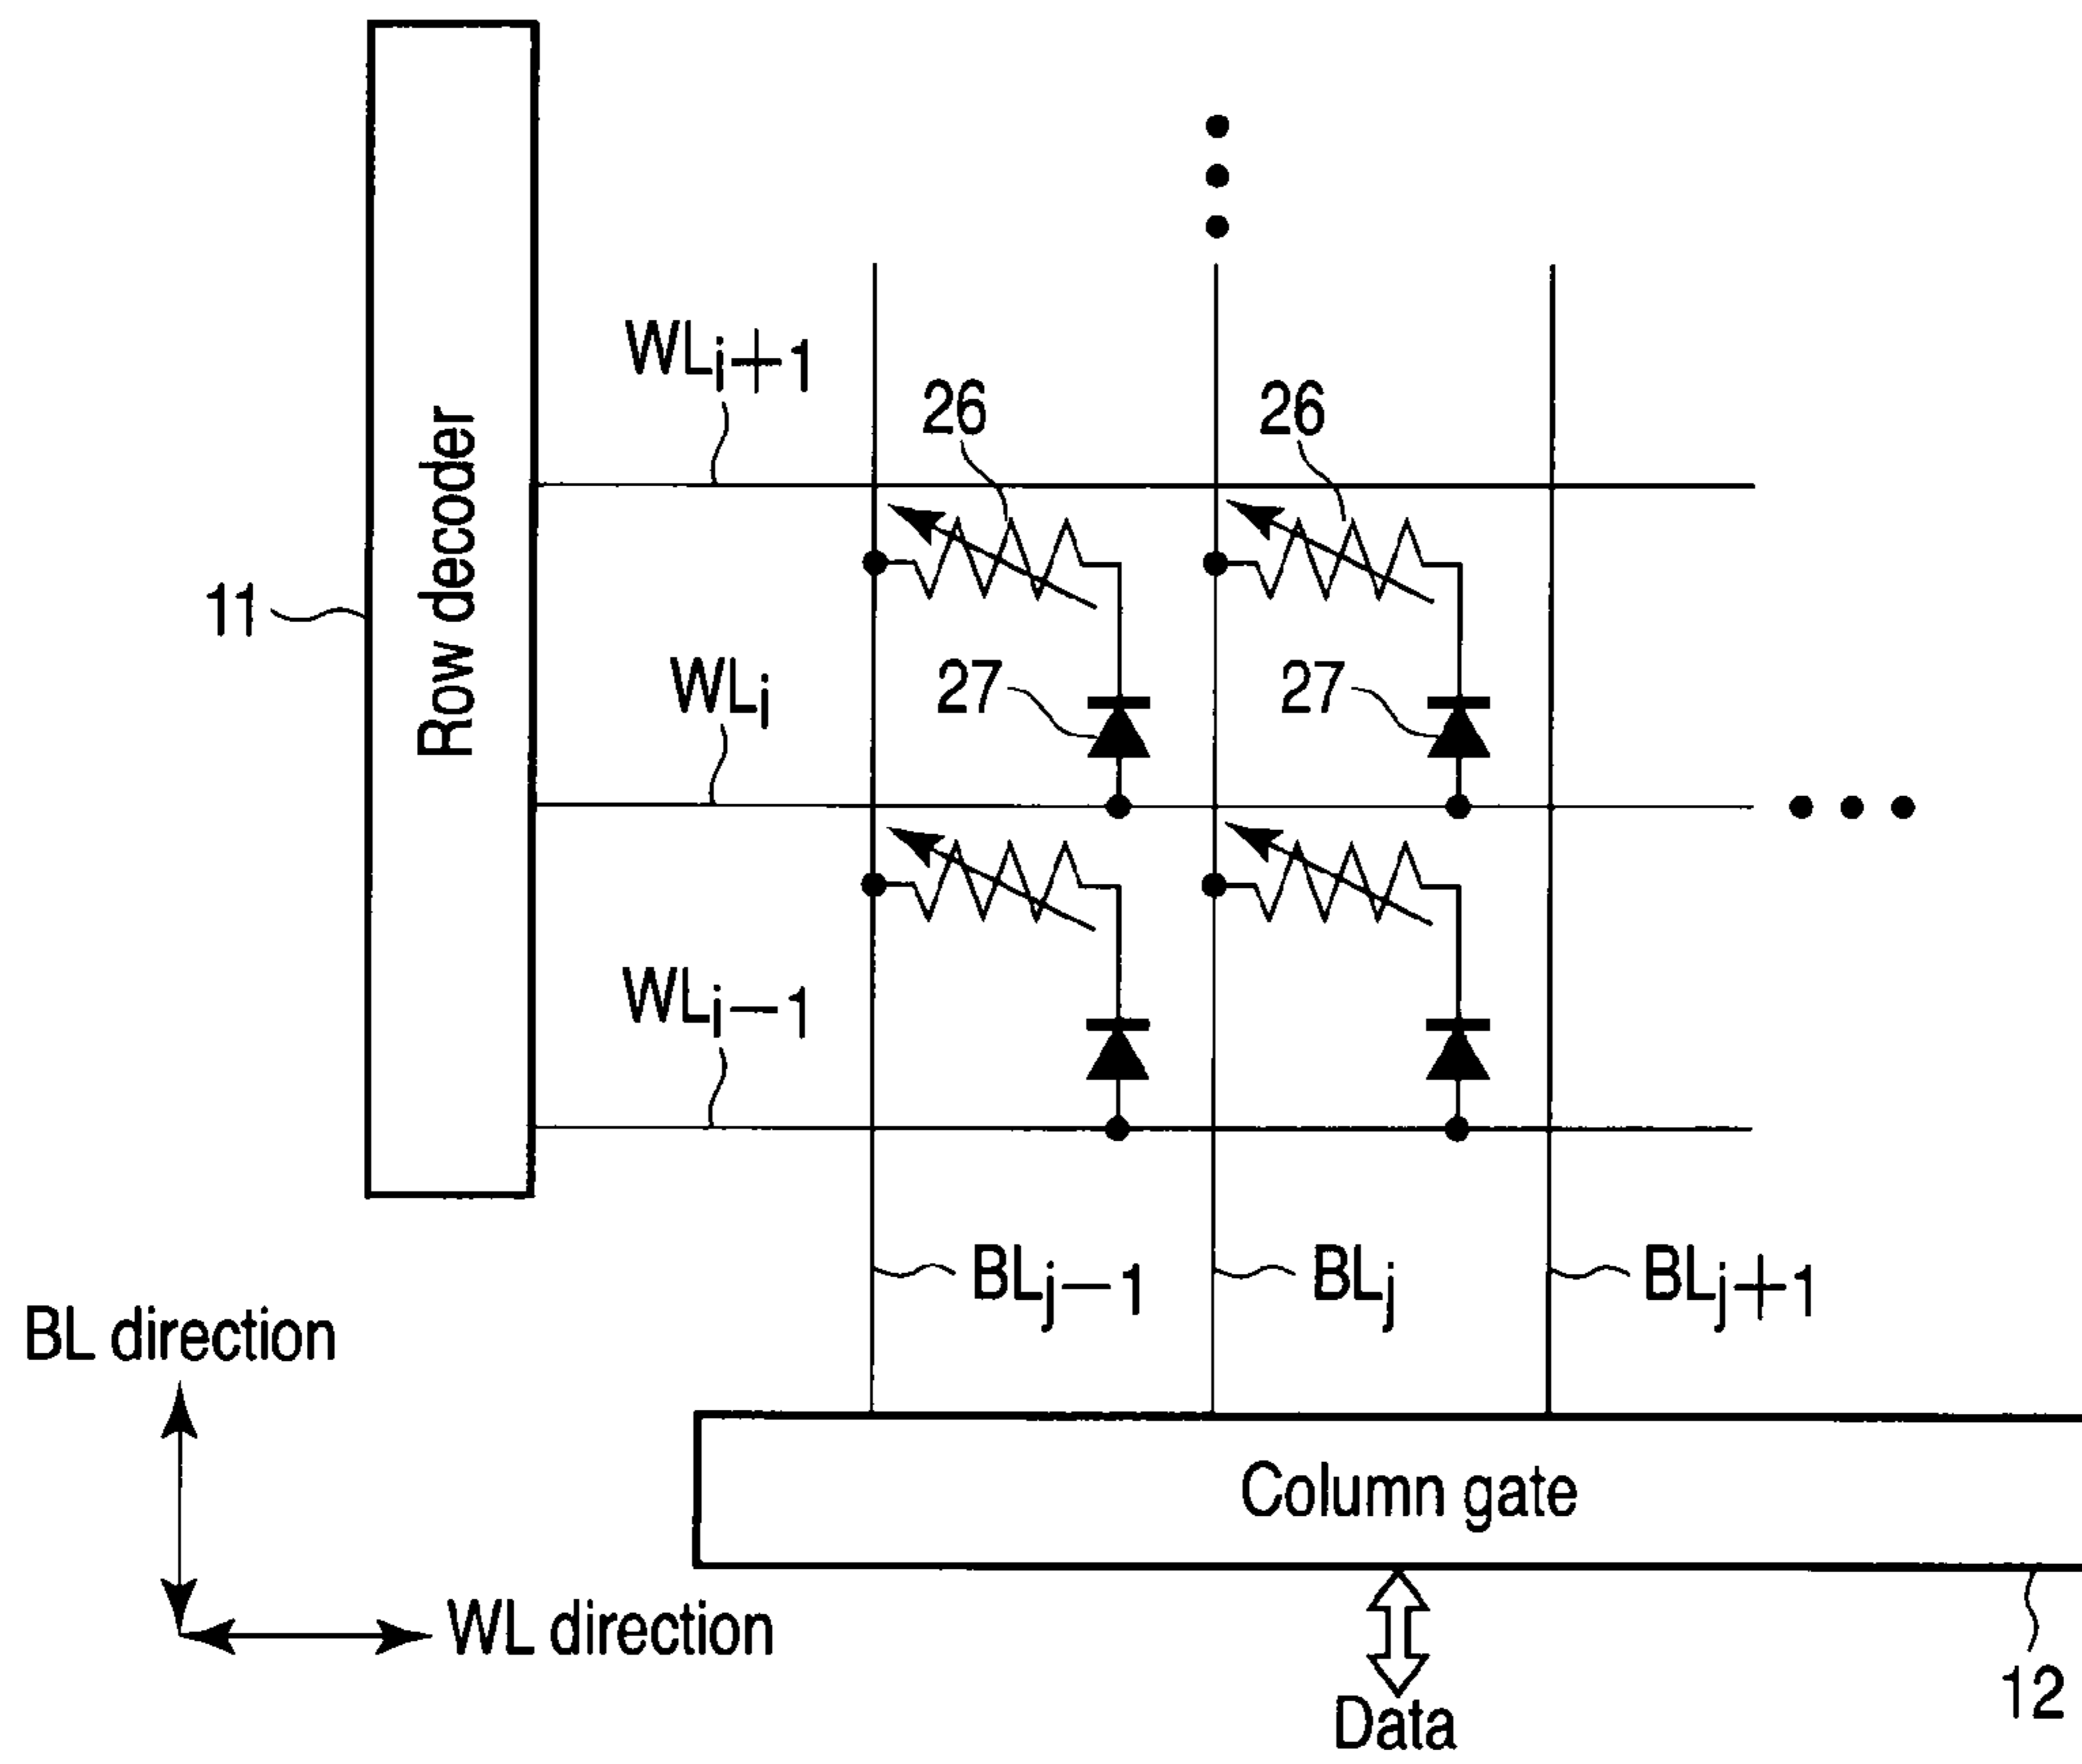 WLi+1
26 26
Row decoder
11
WLi
27 27
WLi−1
BLj−1 BLj BLj+1
BL direction
Column gate
WL direction
12
Data